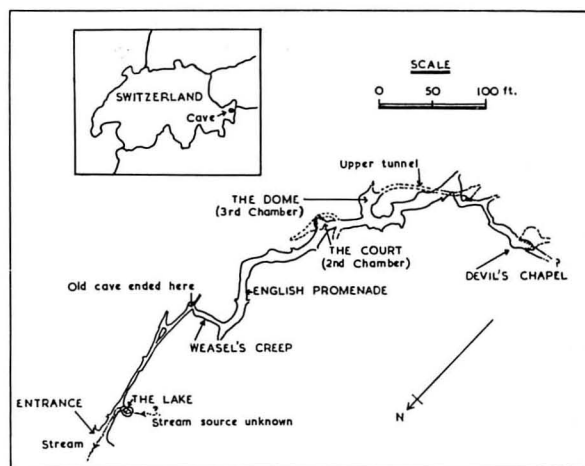 SWITZERLAND
Cave
SCALE
0 50 100 ft.
Upper tunnel
THE DOME
(3rd Chamber)
THE COURT
(2nd Chamber)
?
DEVIL'S CHAPEL
Old cave ended here
ENGLISH PROMENADE
WEASEL'S CREEP
ENTRANCE
THE LAKE
?
Stream source unknown
Stream
N